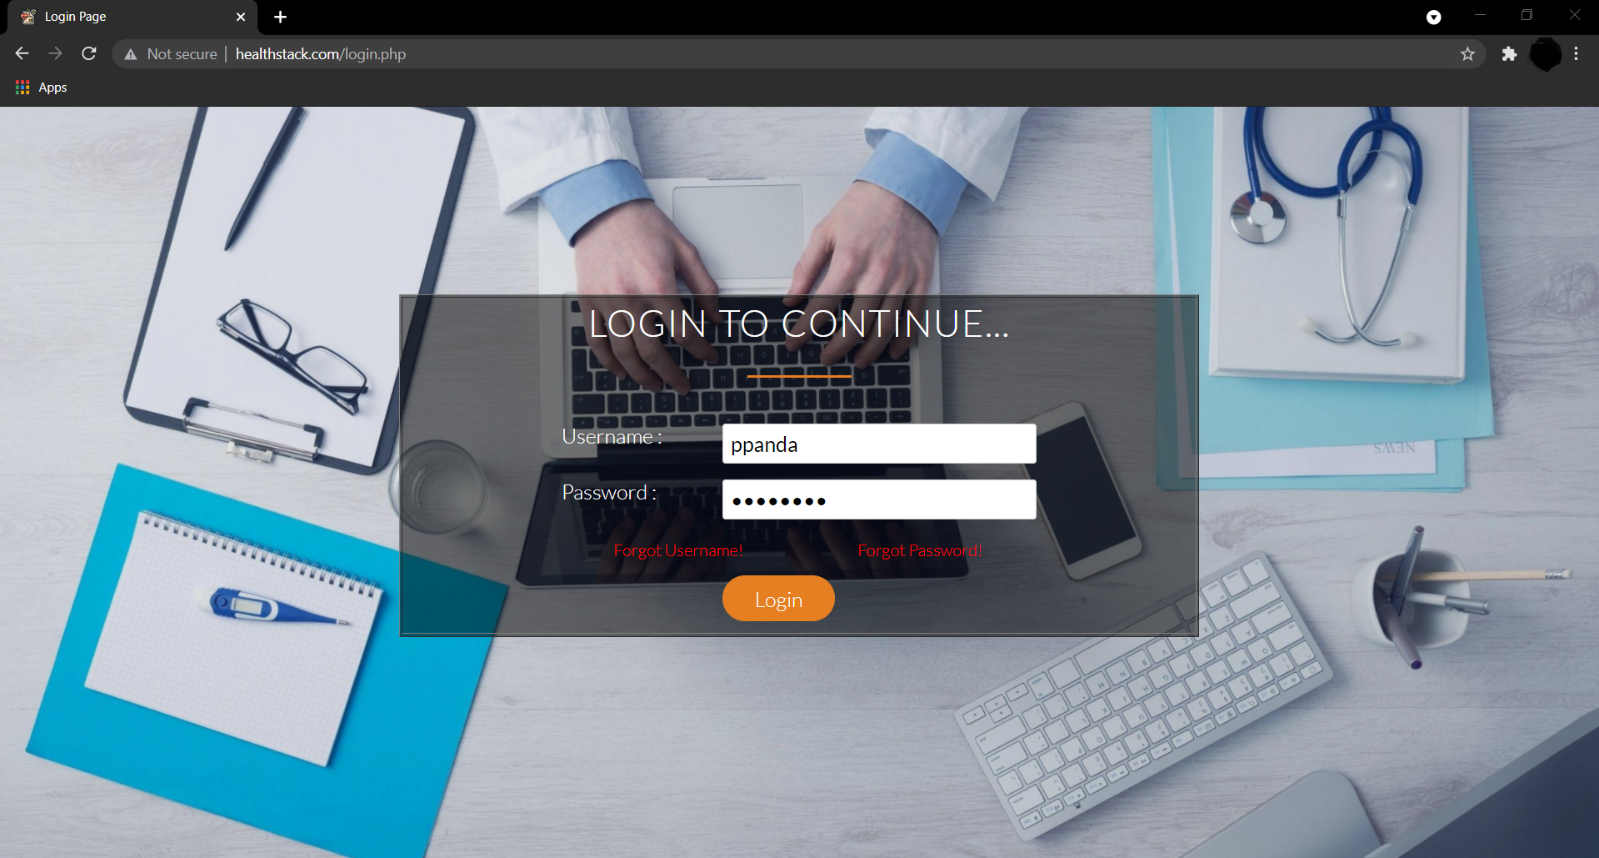 Login Page
Not secure | healthstack.com/login.php
Apps
LOGIN TO CONTINUE...
Username :
ppanda
Password :
••••••••
Forgot Username!
Forgot Password!
Login
NEWS